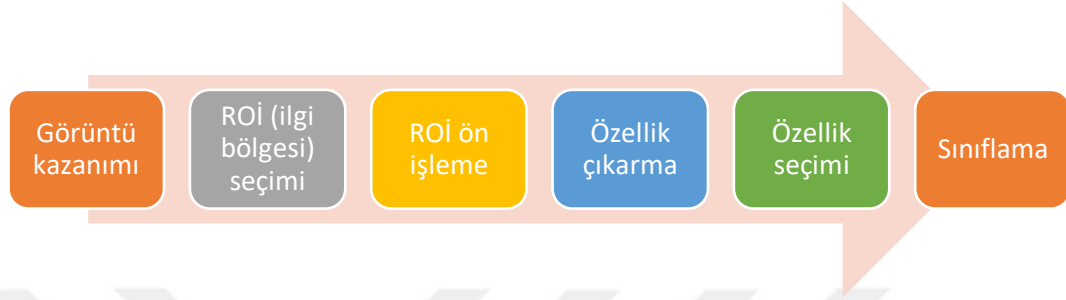 Görüntü
kazanımı
ROİ (ilgi
bölgesi)
seçimi
ROİ ön
işleme
Özellik
çıkarma
Özellik
seçimi
Sınıflama